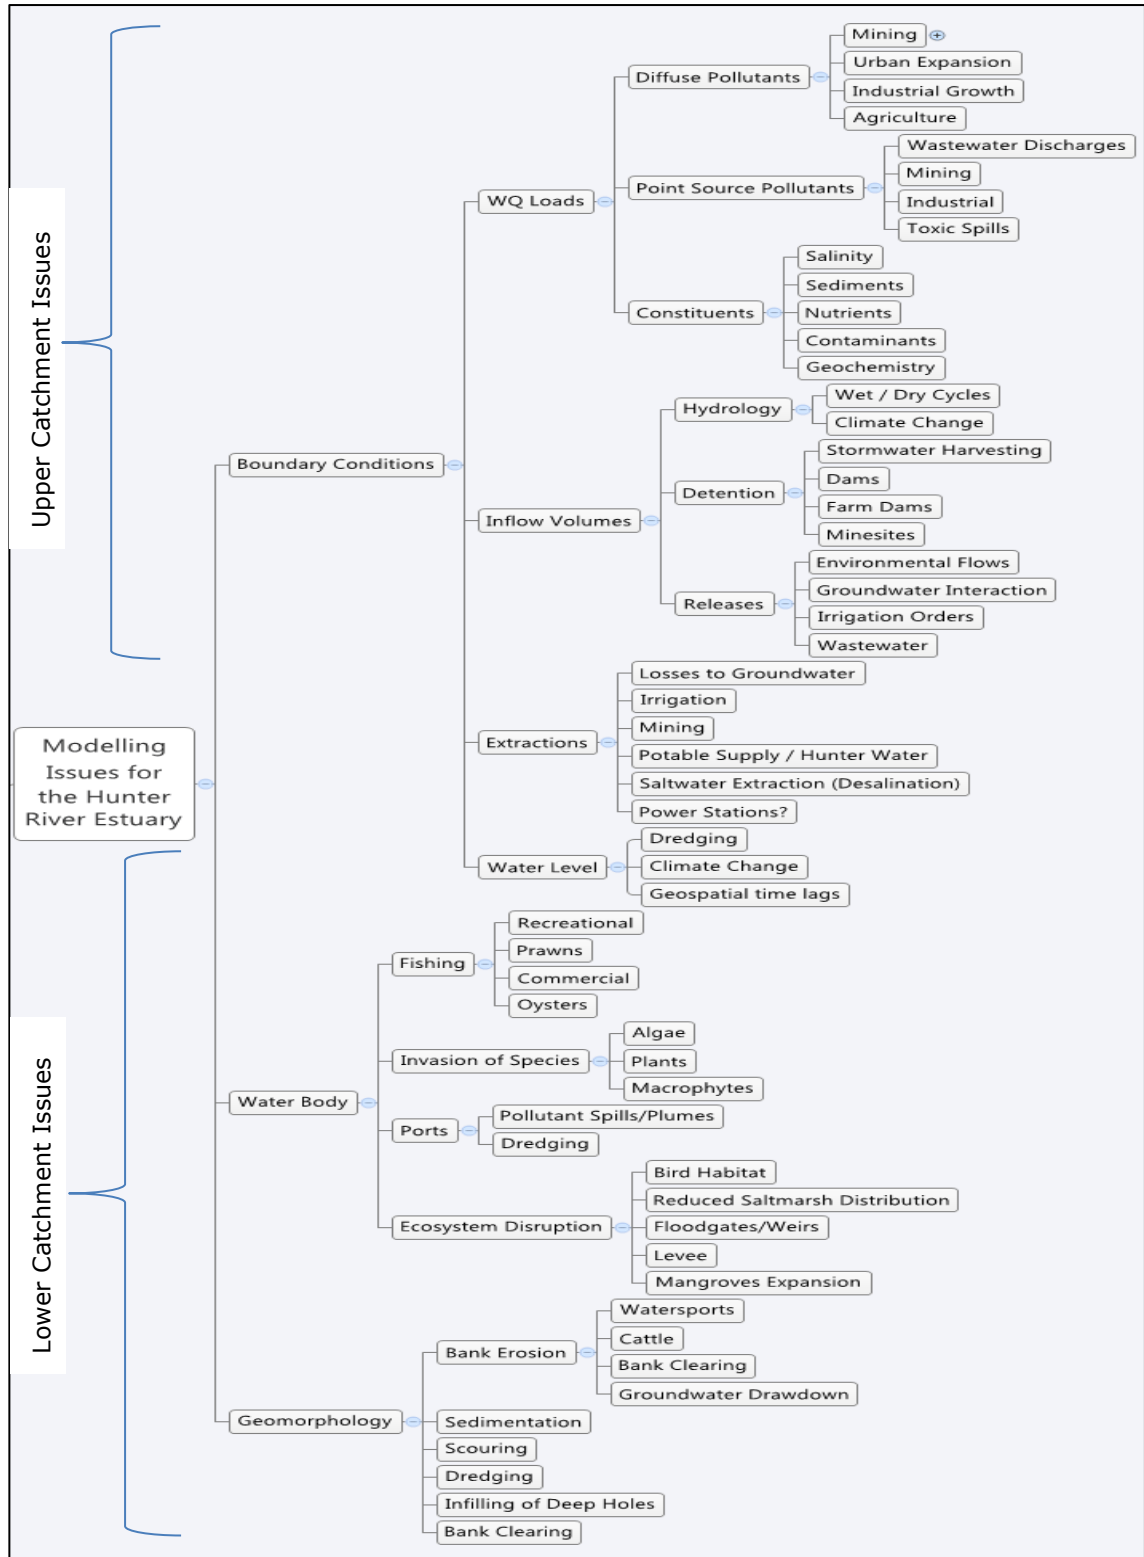 Upper Catchment Issues
Lower Catchment Issues
Modelling
Issues for
the Hunter
River Estuary
Boundary Conditions
WQ Loads
Diffuse Pollutants
Mining
Urban Expansion
Industrial Growth
Agriculture
Point Source Pollutants
Wastewater Discharges
Mining
Industrial
Toxic Spills
Constituents
Salinity
Sediments
Nutrients
Contaminants
Geochemistry
Inflow Volumes
Hydrology
Wet / Dry Cycles
Climate Change
Detention
Stormwater Harvesting
Dams
Farm Dams
Minesites
Releases
Environmental Flows
Groundwater Interaction
Irrigation Orders
Wastewater
Extractions
Losses to Groundwater
Irrigation
Mining
Potable Supply / Hunter Water
Saltwater Extraction (Desalination)
Power Stations?
Water Level
Dredging
Climate Change
Geospatial time lags
Water Body
Fishing
Recreational
Prawns
Commercial
Oysters
Invasion of Species
Algae
Plants
Macrophytes
Ports
Pollutant Spills/Plumes
Dredging
Ecosystem Disruption
Bird Habitat
Reduced Saltmarsh Distribution
Floodgates/Weirs
Levee
Mangroves Expansion
Geomorphology
Bank Erosion
Watersports
Cattle
Bank Clearing
Groundwater Drawdown
Sedimentation
Scouring
Dredging
Infilling of Deep Holes
Bank Clearing